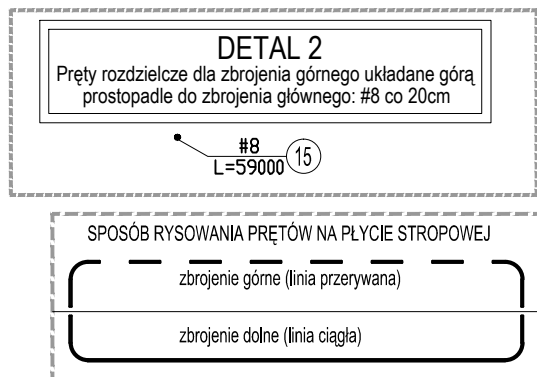 DETAL 2
Pręty rozdzielcze dla zbrojenia górnego układane górą
prostopadle do zbrojenia głównego: #8 co 20cm
#8
L=59000
15
SPOSÓB RYSOWANIA PRĘTÓW NA PŁYCIE STROPOWEJ
zbrojenie górne (linia przerywana)
zbrojenie dolne (linia ciągła)